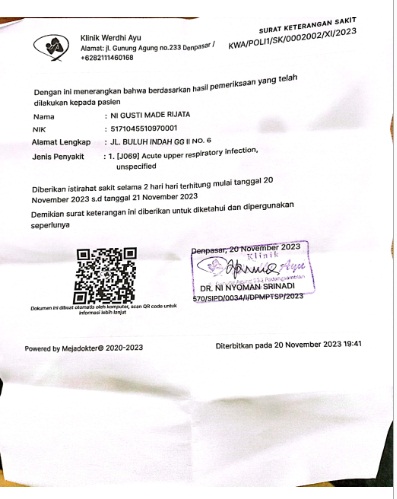 Klinik Werdhi Ayu
Alamat: jl. Gunung Agung no.233 Denpasar /
+6282111460168
SURAT KETERANGAN SAKIT
KWA/POLI1/SK/0002002/XI/2023
Dengan ini menerangkan bahwa berdasarkan hasil pemeriksaan yang telah
dilakukan kepada pasien
Nama : NI GUSTI MADE RIJATA
NIK : 5171045510970001
Alamat Lengkap : JL. BULUH INDAH GG II NO. 6
Jenis Penyakit : 1. [J069] Acute upper respiratory infection,
unspecified
Diberikan istirahat sakit selama 2 hari hari terhitung mulai tanggal 20
November 2023 s.d tanggal 21 November 2023
Demikian surat keterangan ini diberikan untuk diketahui dan dipergunakan
seperlunya
Denpasar, 20 November 2023
Klinik
Ayu
DR. NI NYOMAN SRINADI
570/SIPD/0034/I/DPMPTSP/2023
Dokumen ini dibuat otomatis oleh komputer, scan QR code untuk
informasi lebih lanjut
Powered by Mejadokter© 2020-2023
Diterbitkan pada 20 November 2023 19:41